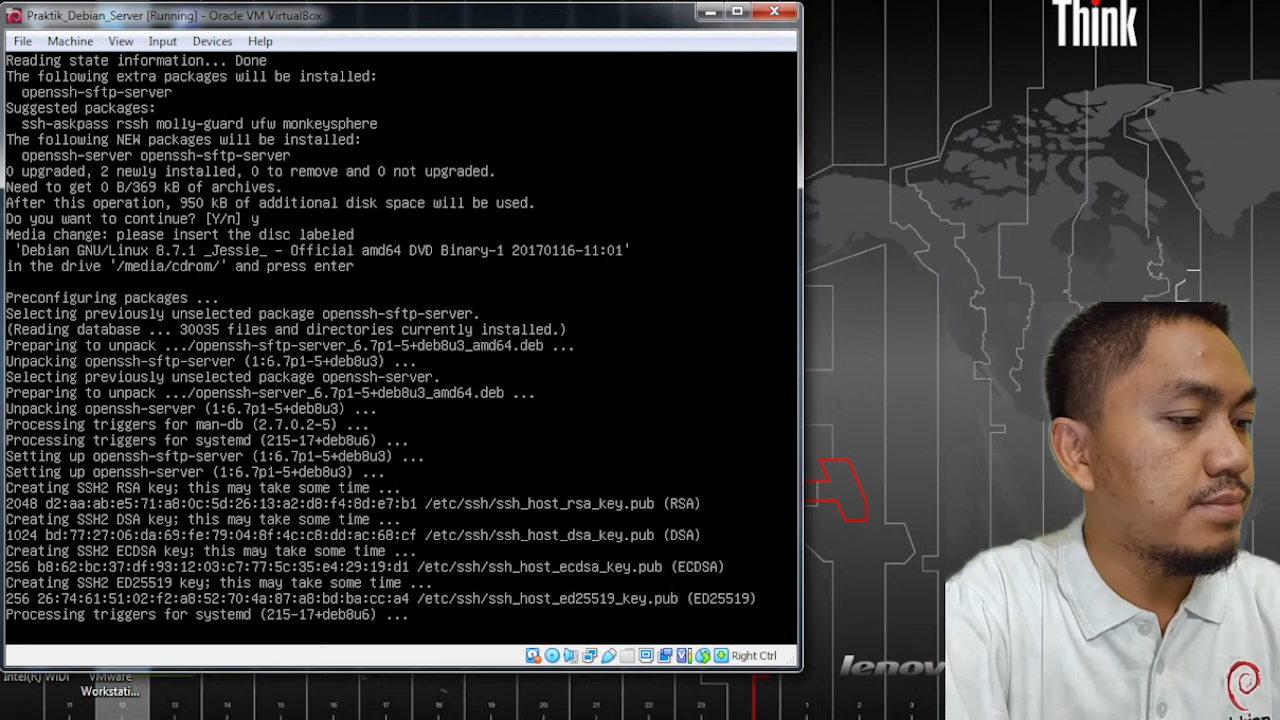 Praktik_Debian_Server [Running] - Oracle VM VirtualBox
File Machine View Input Devices Help
Reading state information... Done
The following extra packages will be installed:
openssh-sftp-server
Suggested packages:
ssh-askpass rssh molly-guard ufw monkeysphere
The following NEW packages will be installed:
openssh-server openssh-sftp-server
0 upgraded, 2 newly installed, 0 to remove and 0 not upgraded.
Need to get 0 B/369 kB of archives.
After this operation, 950 kB of additional disk space will be used.
Do you want to continue? [Y/n] y
Media change: please insert the disc labeled
'Debian GNU/Linux 8.7.1 _Jessie_ - Official amd64 DVD Binary-1 20170116-11:01'
in the drive '/media/cdrom/' and press enter
Preconfiguring packages ...
Selecting previously unselected package openssh-sftp-server.
(Reading database ... 30035 files and directories currently installed.)
Preparing to unpack .../openssh-sftp-server_6.7p1-5+deb8u3_amd64.deb ...
Unpacking openssh-sftp-server (1:6.7p1-5+deb8u3) ...
Selecting previously unselected package openssh-server.
Preparing to unpack .../openssh-server_6.7p1-5+deb8u3_amd64.deb ...
Unpacking openssh-server (1:6.7p1-5+deb8u3) ...
Processing triggers for man-db (2.7.0.2-5) ...
Processing triggers for systemd (215-17+deb8u6) ...
Setting up openssh-sftp-server (1:6.7p1-5+deb8u3) ...
Setting up openssh-server (1:6.7p1-5+deb8u3) ...
Creating SSH2 RSA key; this may take some time ...
2048 d2:aa:ab:e5:71:a8:0c:5d:26:13:a2:d8:f4:8d:e7:b1 /etc/ssh/ssh_host_rsa_key.pub (RSA)
Creating SSH2 DSA key; this may take some time ...
1024 bd:77:27:06:da:69:fe:79:04:8f:4c:c8:dd:ac:68:cf /etc/ssh/ssh_host_dsa_key.pub (DSA)
Creating SSH2 ECDSA key; this may take some time ...
256 b8:62:bc:37:df:93:12:03:c7:77:5c:35:e4:29:19:d1 /etc/ssh/ssh_host_ecdsa_key.pub (ECDSA)
Creating SSH2 ED25519 key; this may take some time ...
256 26:74:61:51:02:f2:a8:52:70:4a:87:a8:bd:ba:cc:a4 /etc/ssh/ssh_host_ed25519_key.pub (ED25519)
Processing triggers for systemd (215-17+deb8u6) ...
Right Ctrl
Think
lenovo
Intel(R) WiDi
VMware
Workstati...
11 12 13 14 15 16 17 18 19 20 21 22 23 1 2 3